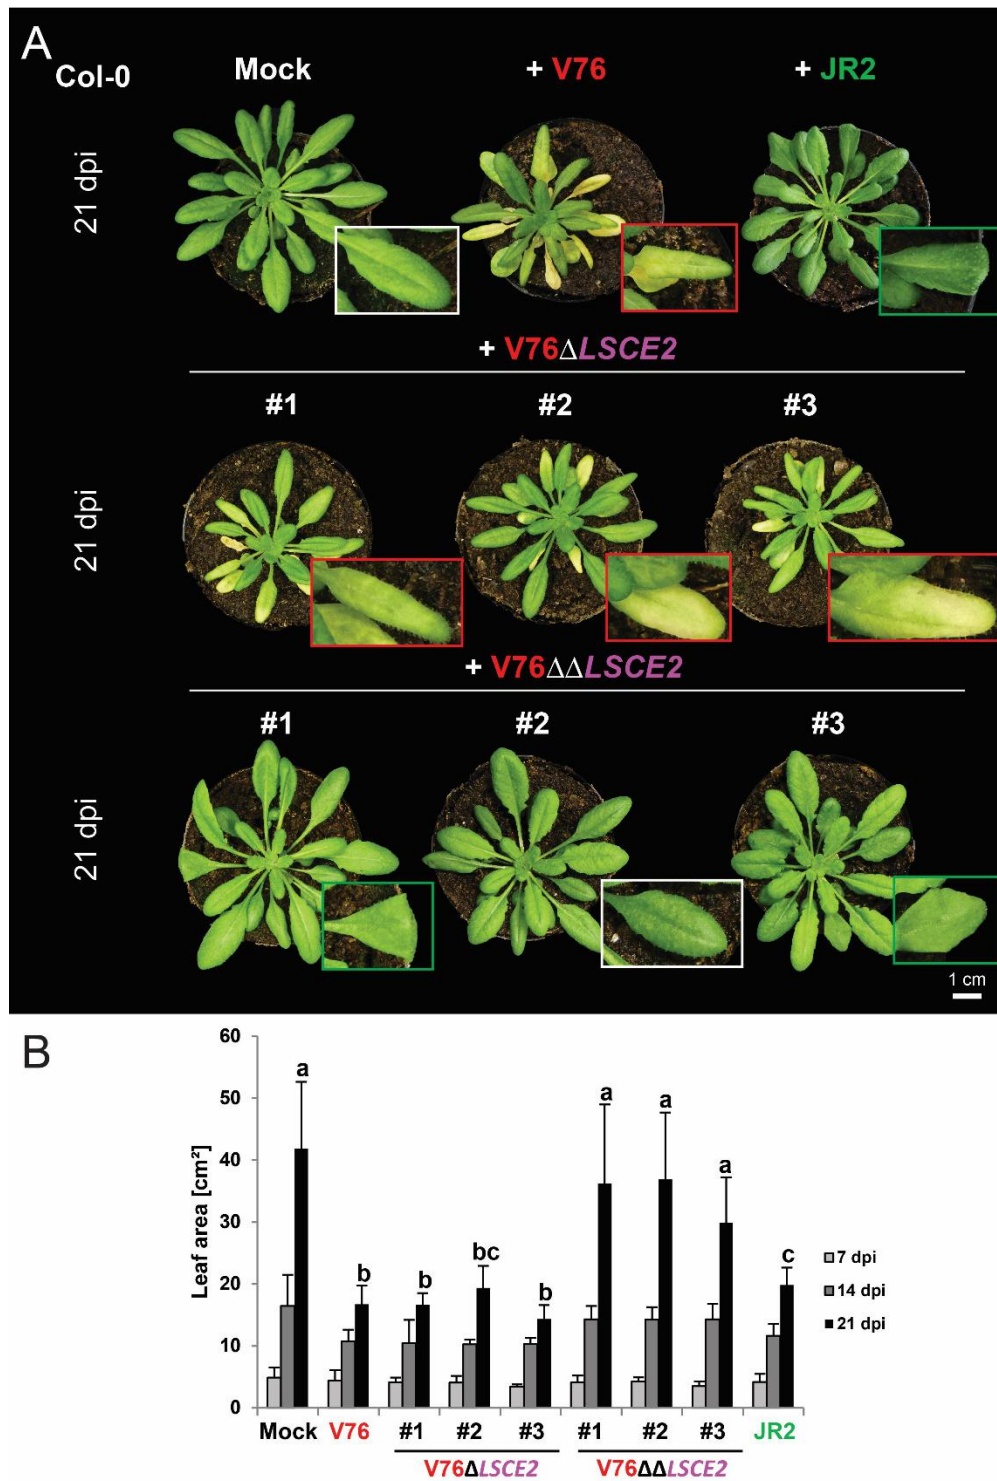 A
Col-0 Mock + V76 + JR2
21 dpi
+ V76Δ LSCE2
#1 #2 #3
21 dpi
+ V76ΔΔLSCE2
#1 #2 #3
21 dpi
1 cm
B
60
50
40
30
20
10
0
Leaf area [cm²]
a
b
b
bc
b
a
a
a
c
7 dpi
14 dpi
21 dpi
Mock V76 #1 #2 #3 #1 #2 #3 JR2
V76ΔLSCE2 V76ΔΔLSCE2